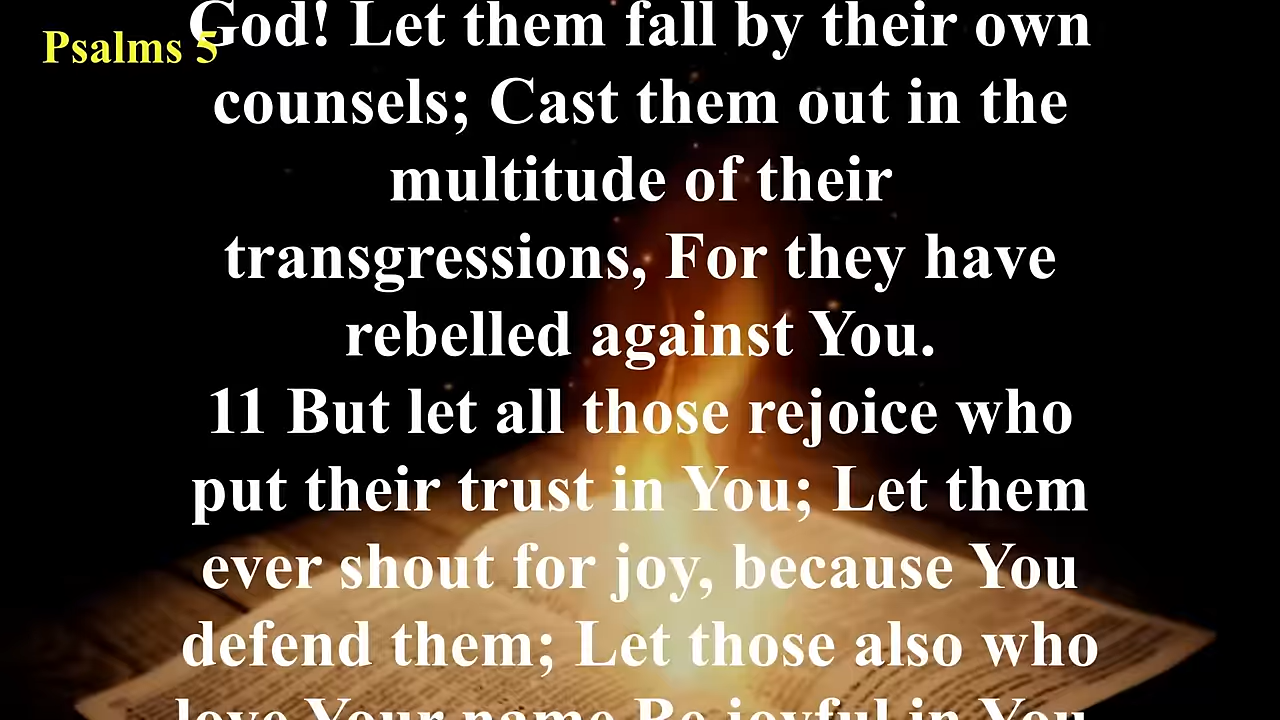 Psalms 5
God! Let them fall by their own
counsels; Cast them out in the
multitude of their
transgressions, For they have
rebelled against You.
11 But let all those rejoice who
put their trust in You; Let them
ever shout for joy, because You
defend them; Let those also who
love Your name Be joyful in You.